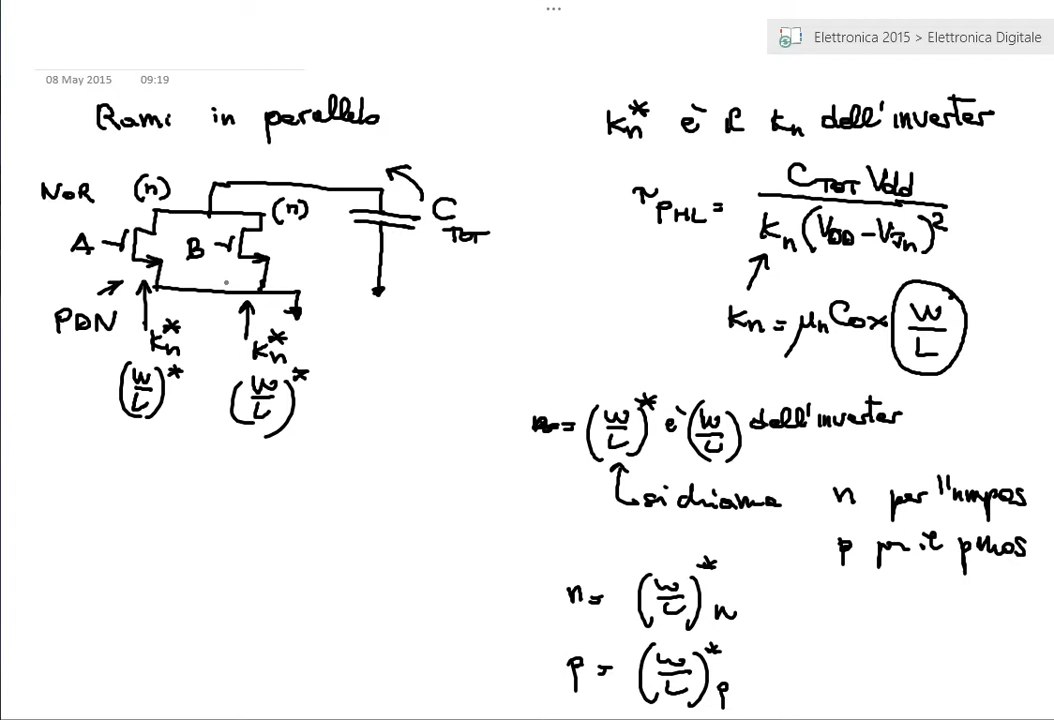 Elettronica 2015 > Elettronica Digitale
08 May 2015 09:19
Rami in parallelo
NOR (n) (n)
A B C TOT
PDN
kn* kn*
(W/L)* (W/L)*
kn* è il kn dell'inverter
τPHL = CTOT Vdd / kn (VDD - VTn)²
kn = μn Cox W/L
(W/L)* è (W/L) dell'inverter
si chiama n per l'nmos
p per il pmos
n = (W/L)*n
p = (W/L)*p